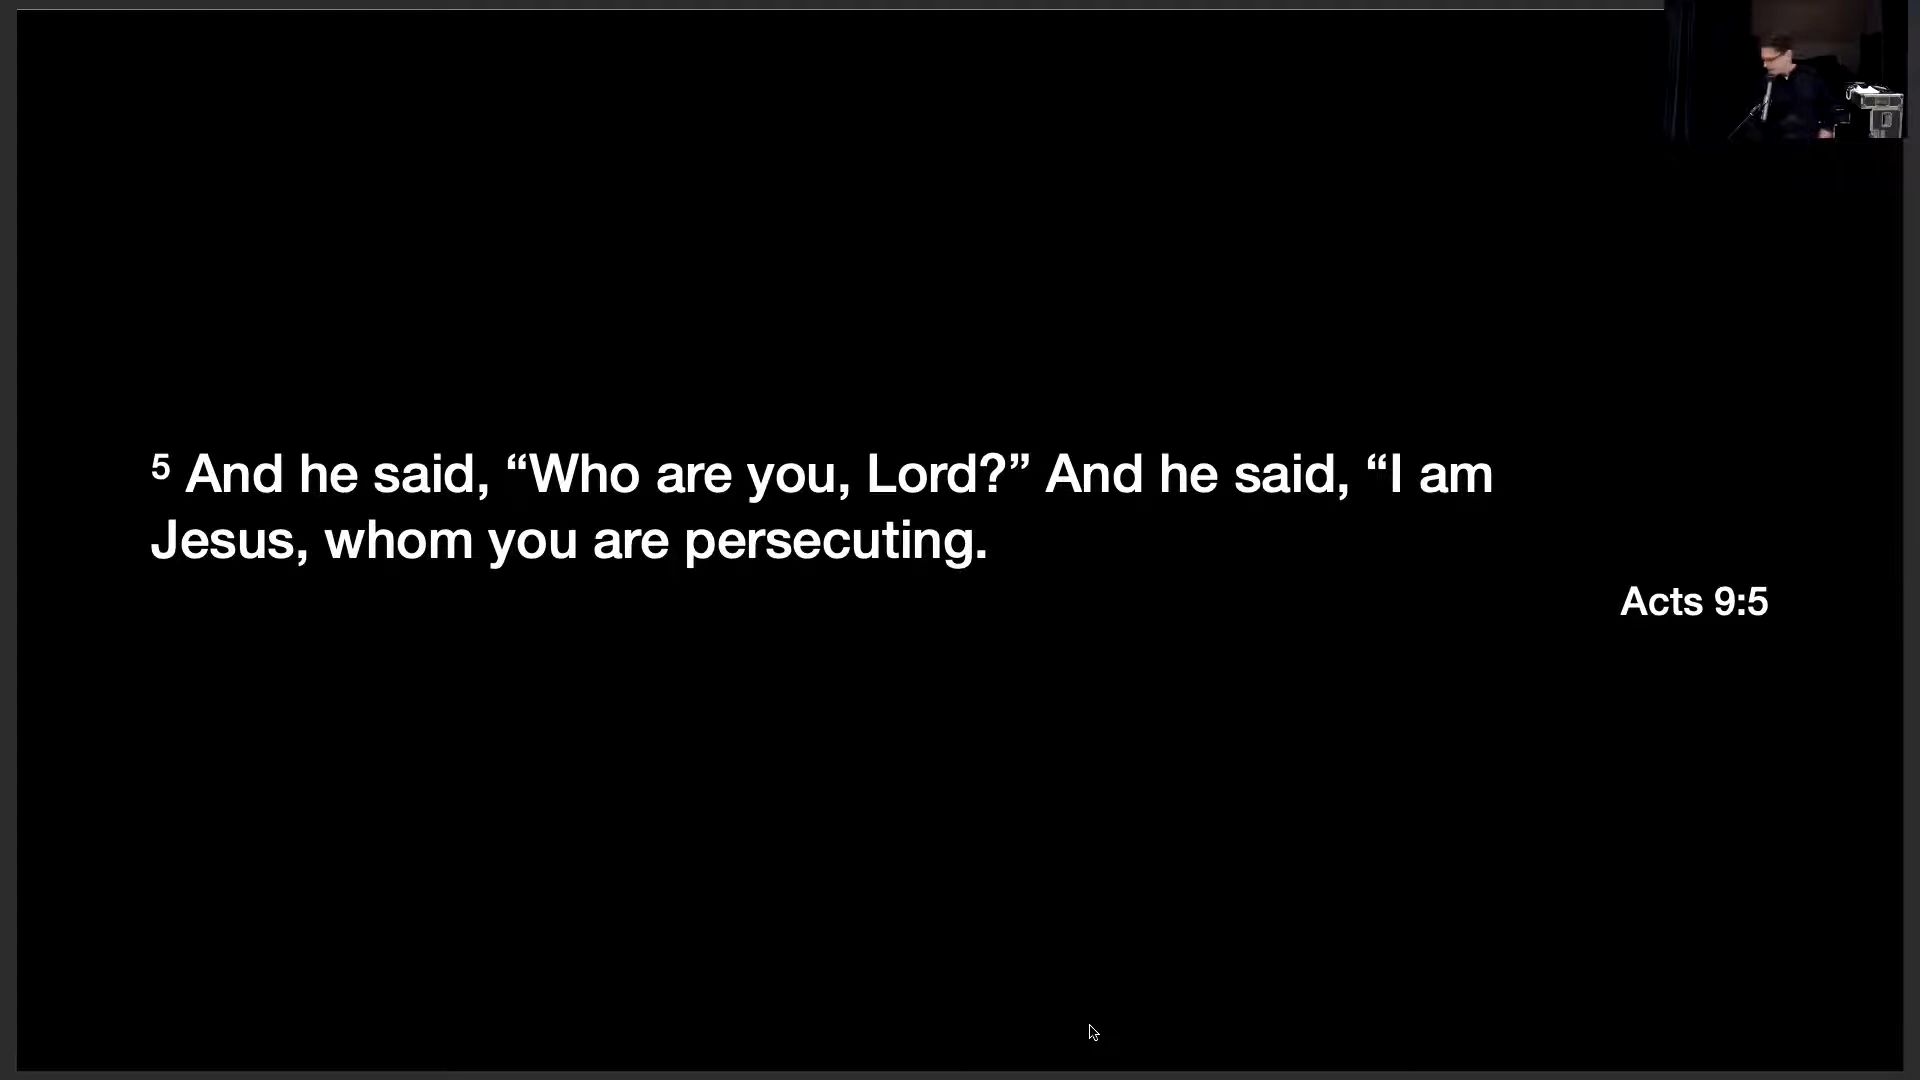 ⁵ And he said, “Who are you, Lord?” And he said, “I am
Jesus, whom you are persecuting.
Acts 9:5